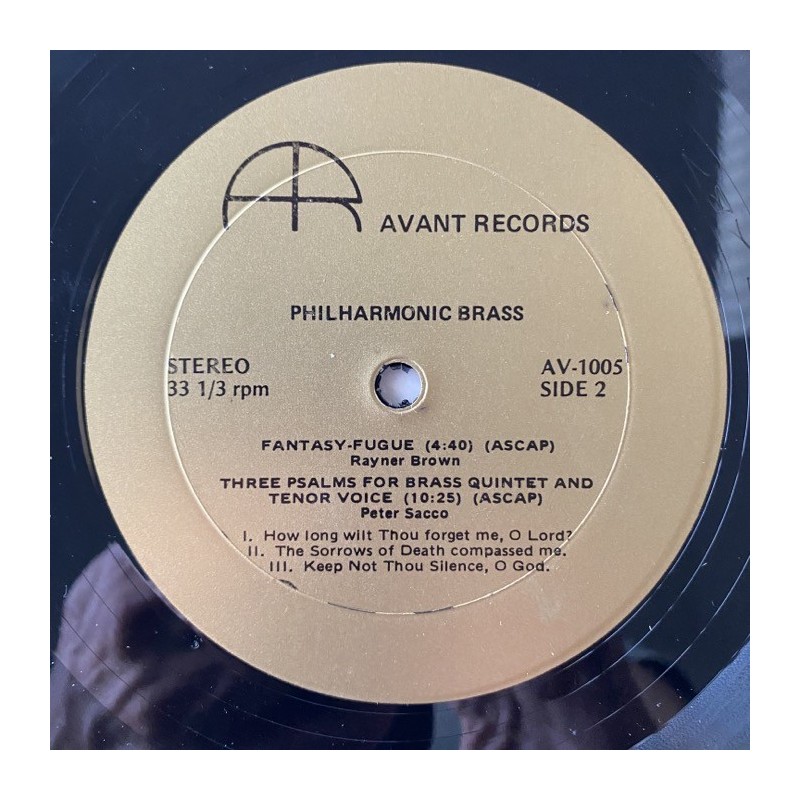 AR AVANT RECORDS
PHILHARMONIC BRASS
STEREO
33 1/3 rpm
AV-1005
SIDE 2
FANTASY-FUGUE (4:40) (ASCAP)
Rayner Brown
THREE PSALMS FOR BRASS QUINTET AND
TENOR VOICE (10:25) (ASCAP)
Peter Sacco
I. How long wilt Thou forget me, O Lord?
II. The Sorrows of Death compassed me.
III. Keep Not Thou Silence, O God.